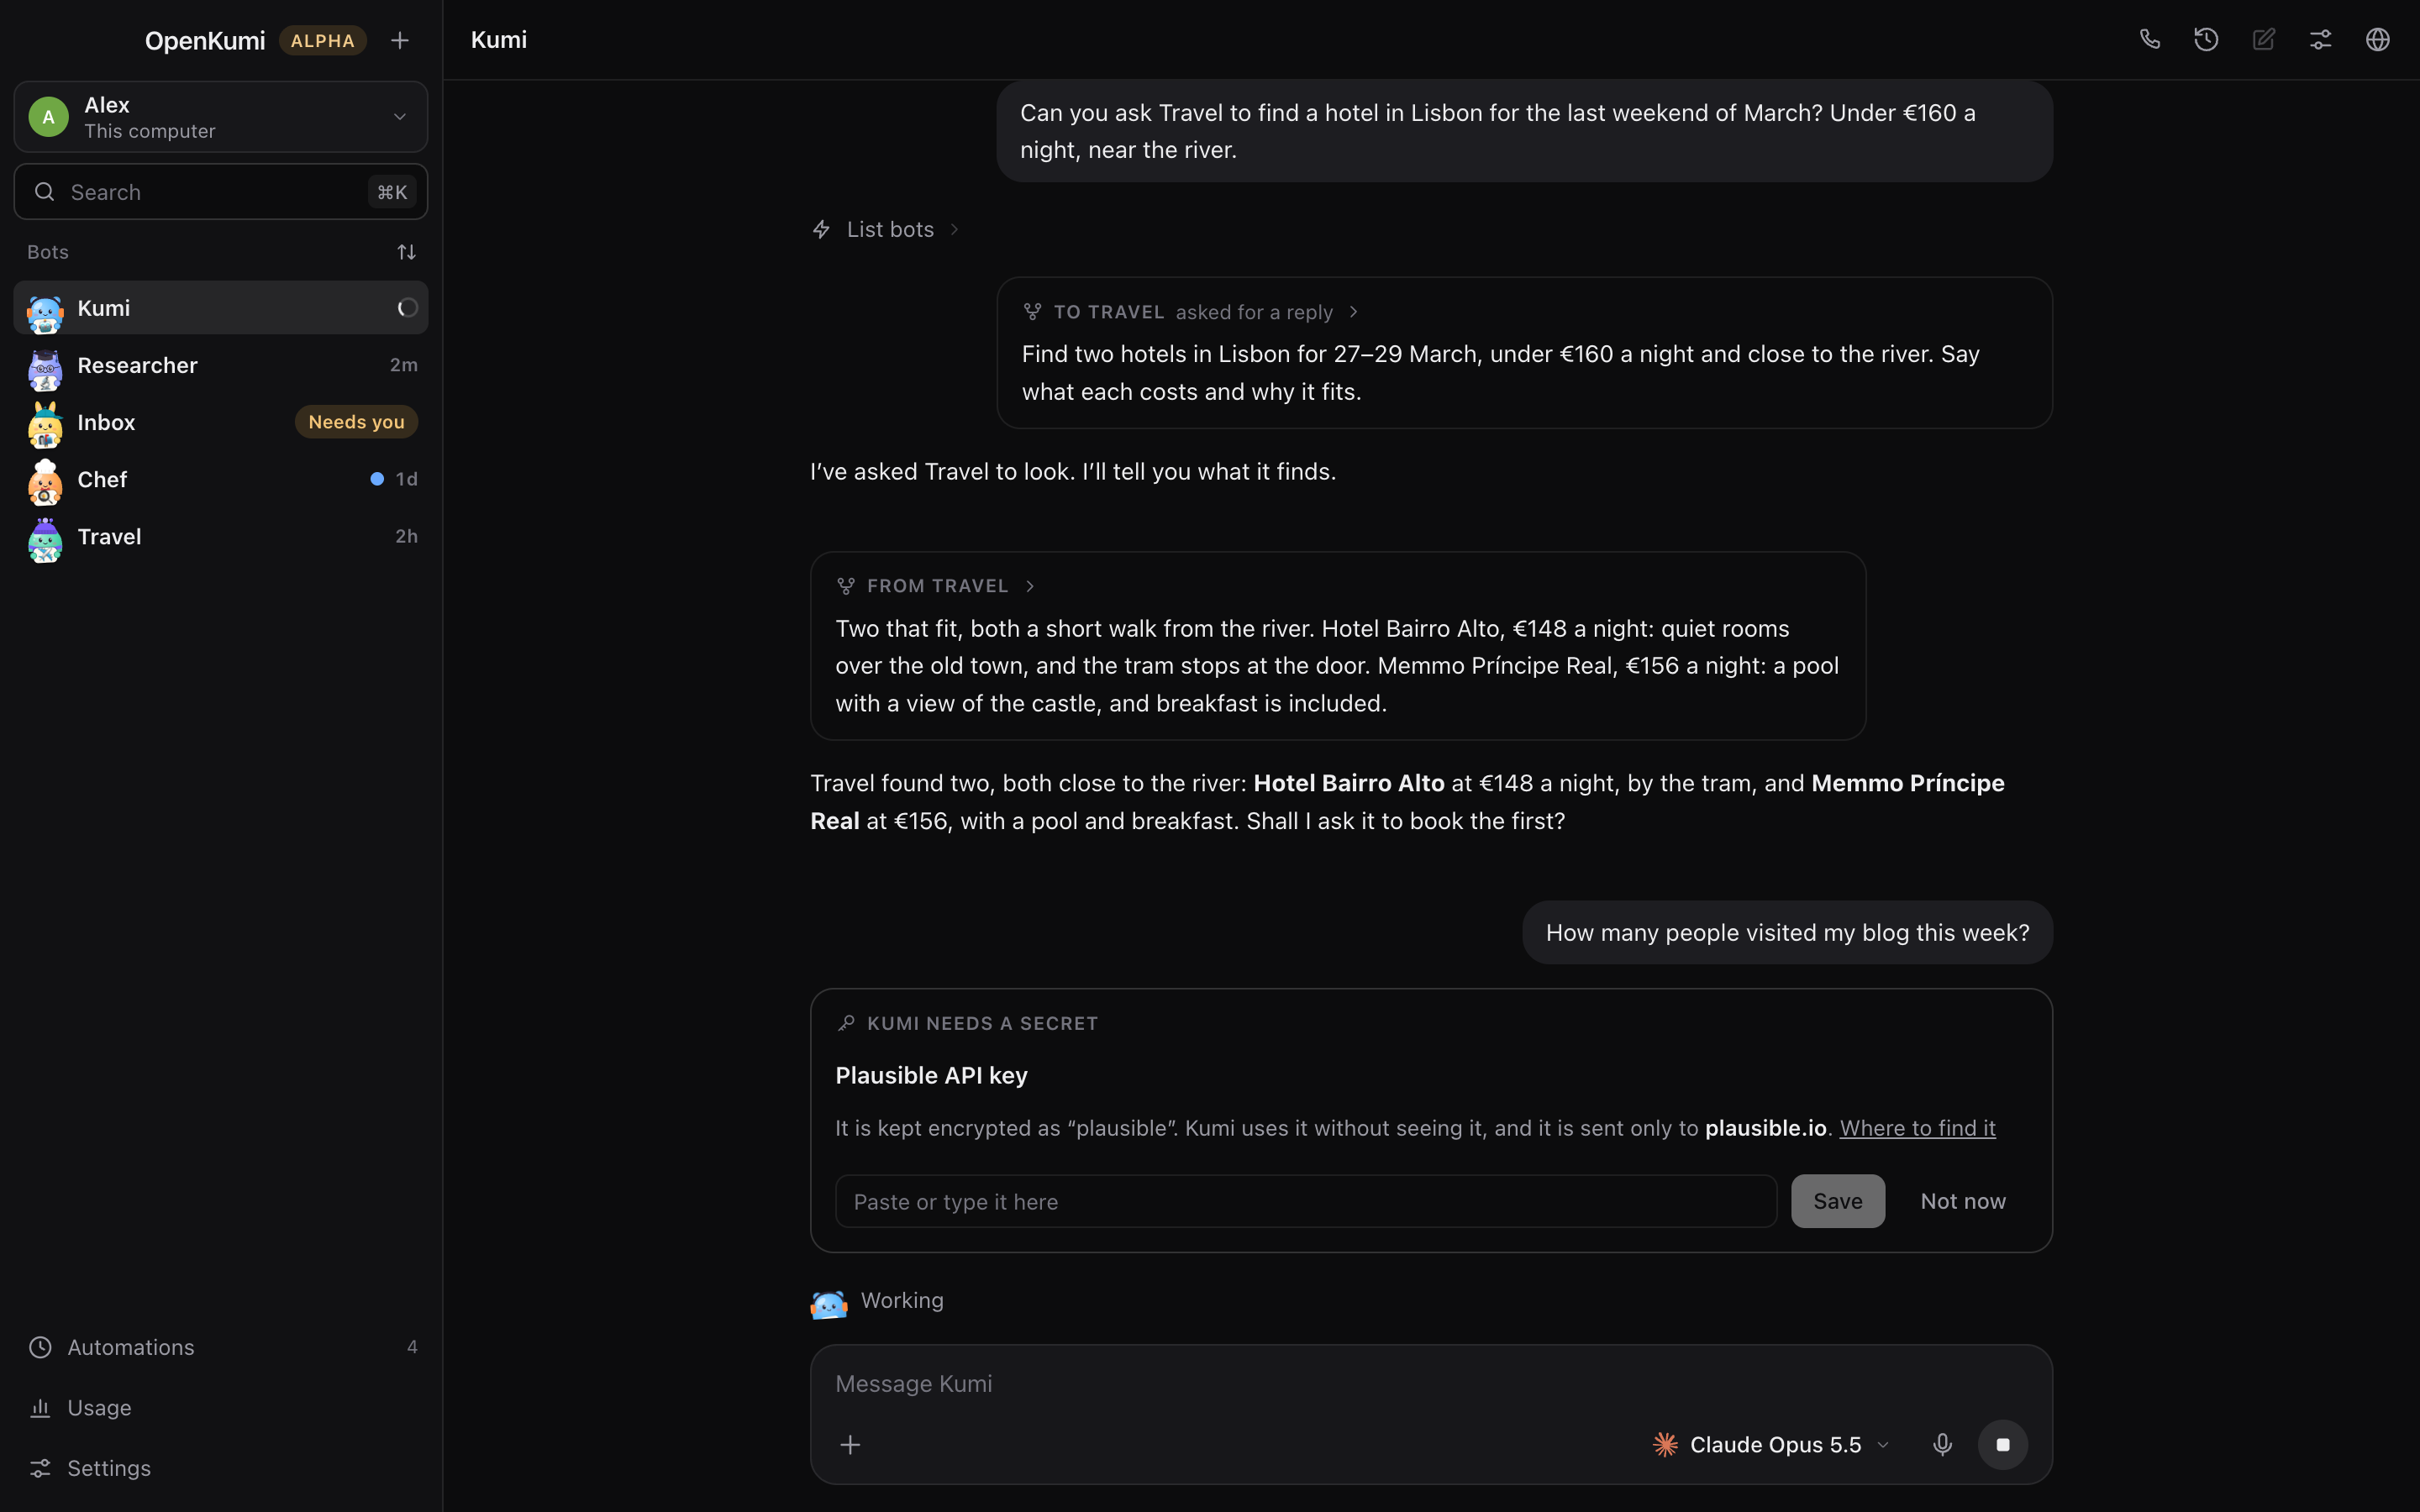 OpenKumi ALPHA
A
Alex
This computer
Search ⌘K
Bots
Kumi
Researcher 2m
Inbox Needs you
Chef 1d
Travel 2h
Automations 4
Usage
Settings
Kumi
Can you ask Travel to find a hotel in Lisbon for the last weekend of March? Under €160 a
night, near the river.
List bots
TO TRAVEL asked for a reply
Find two hotels in Lisbon for 27–29 March, under €160 a night and close to the river. Say
what each costs and why it fits.
I’ve asked Travel to look. I’ll tell you what it finds.
FROM TRAVEL
Two that fit, both a short walk from the river. Hotel Bairro Alto, €148 a night: quiet rooms
over the old town, and the tram stops at the door. Memmo Príncipe Real, €156 a night: a pool
with a view of the castle, and breakfast is included.
Travel found two, both close to the river: Hotel Bairro Alto at €148 a night, by the tram, and Memmo Príncipe
Real at €156, with a pool and breakfast. Shall I ask it to book the first?
How many people visited my blog this week?
KUMI NEEDS A SECRET
Plausible API key
It is kept encrypted as “plausible”. Kumi uses it without seeing it, and it is sent only to plausible.io. Where to find it
Paste or type it here
Save
Not now
Working
Message Kumi
Claude Opus 5.5